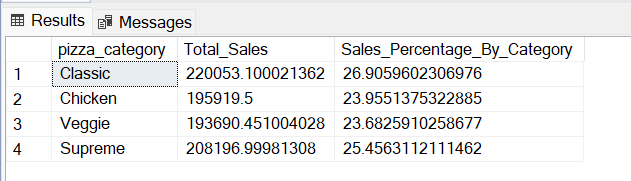 Results Messages
pizza_category Total_Sales Sales_Percentage_By_Category
1 Classic 220053.100021362 26.9059602306976
2 Chicken 195919.5 23.9551375322885
3 Veggie 193690.451004028 23.6825910258677
4 Supreme 208196.99981308 25.4563112111462